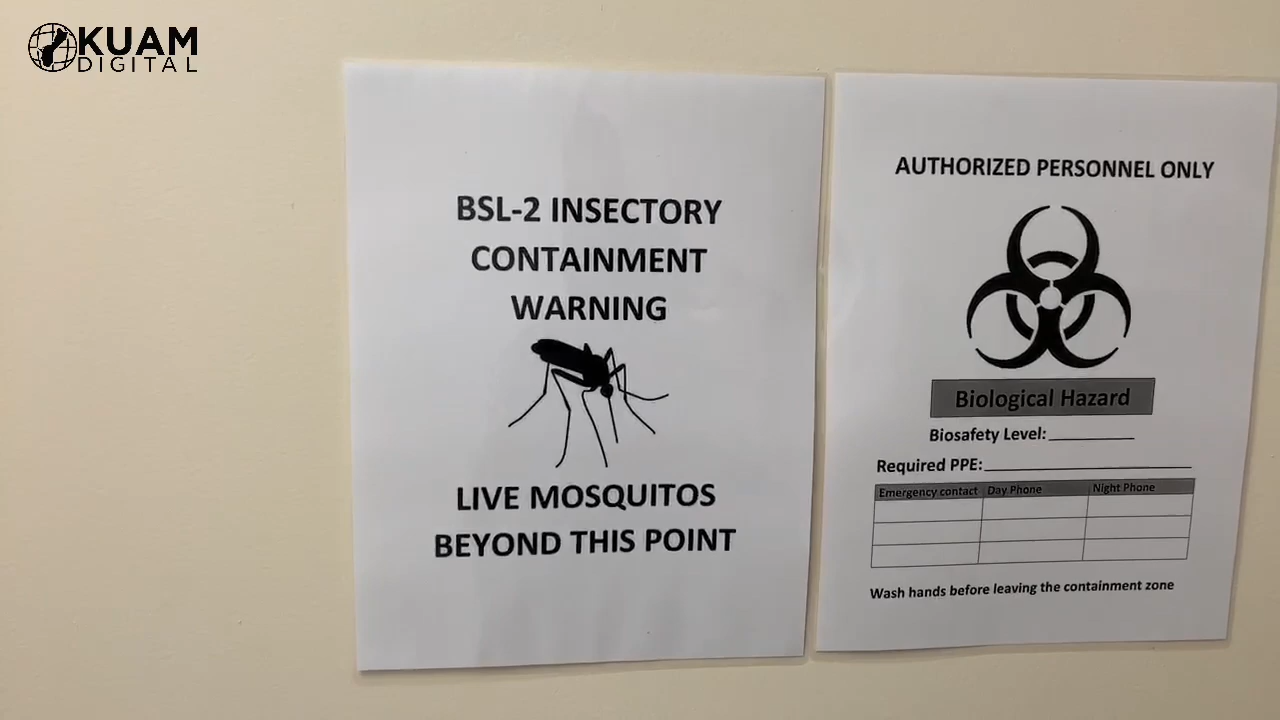 KUAM
DIGITAL
BSL-2 INSECTORY
CONTAINMENT
WARNING
LIVE MOSQUITOS
BEYOND THIS POINT
AUTHORIZED PERSONNEL ONLY
Biological Hazard
Biosafety Level:
Required PPE:
Emergency contact Day Phone Night Phone
Wash hands before leaving the containment zone